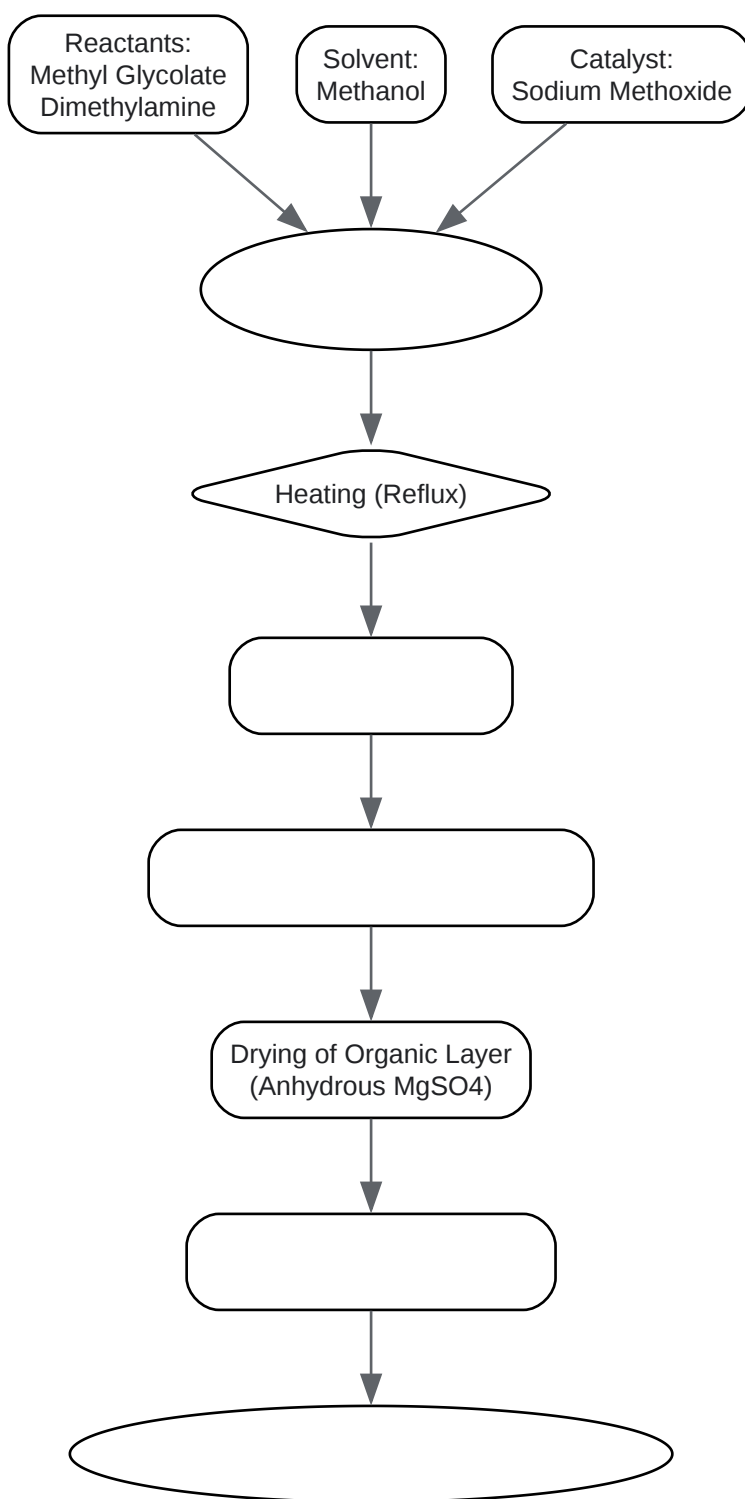 Reactants:
Methyl Glycolate
Dimethylamine
Solvent:
Methanol
Catalyst:
Sodium Methoxide
Heating (Reflux)
Drying of Organic Layer
(Anhydrous MgSO4)